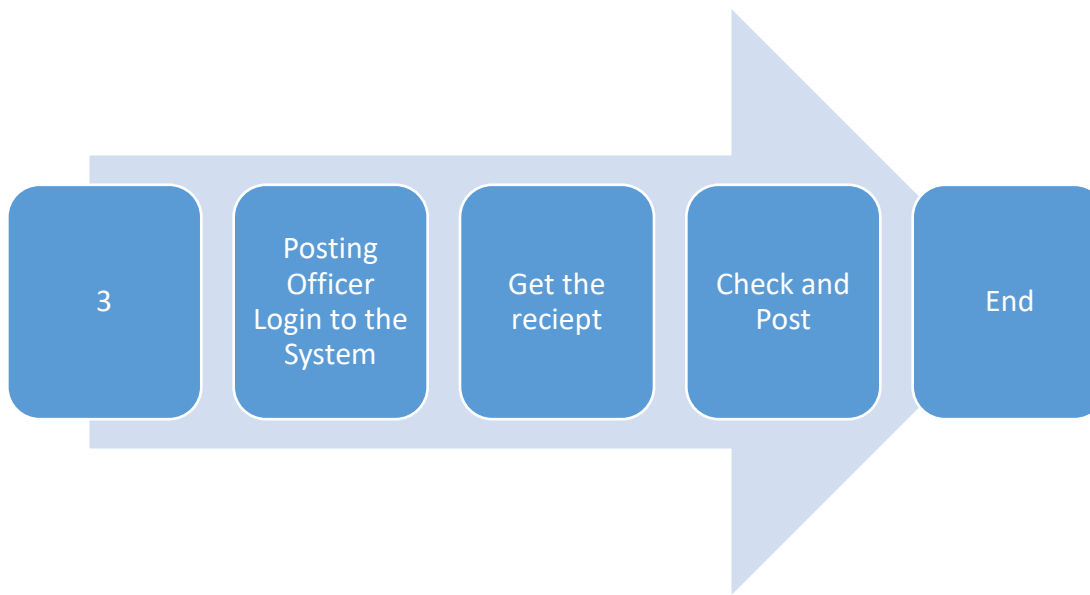 3
Posting
Officer
Login to the
System
Get the
reciept
Check and
Post
End